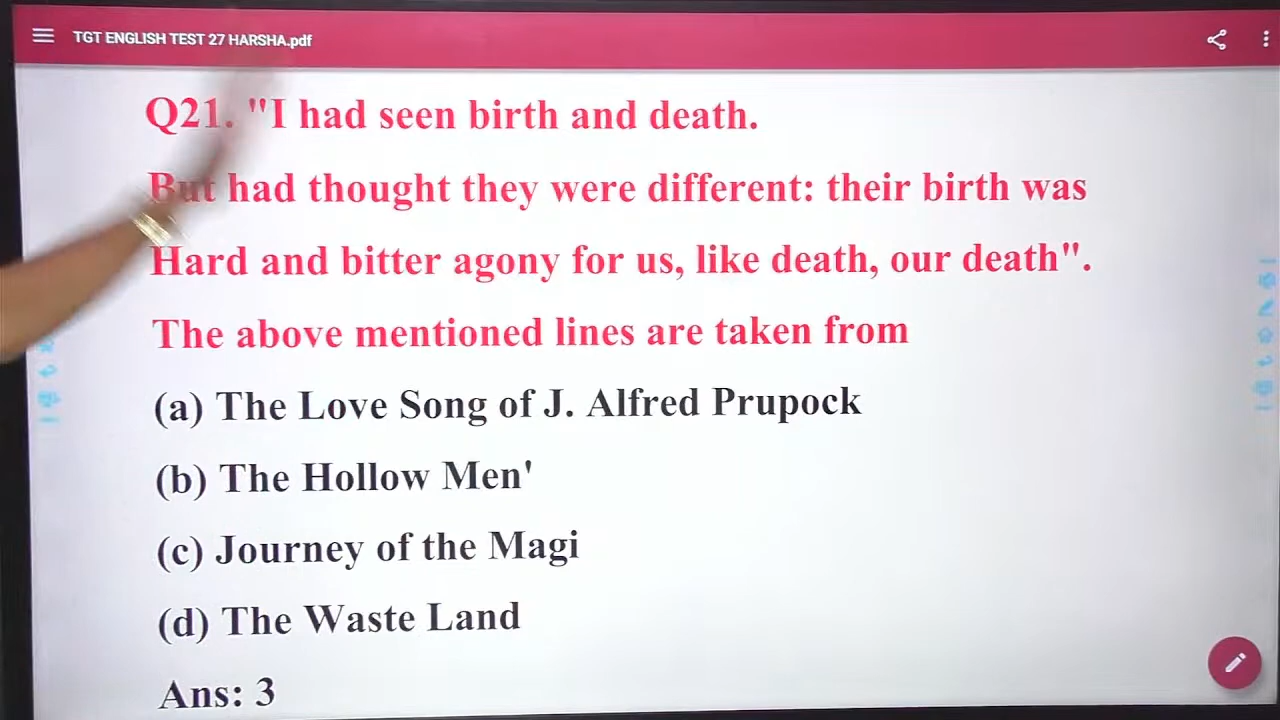 TGT ENGLISH TEST 27 HARSHA.pdf
Q21. "I had seen birth and death.
But had thought they were different: their birth was
Hard and bitter agony for us, like death, our death".
The above mentioned lines are taken from
(a) The Love Song of J. Alfred Prupock
(b) The Hollow Men'
(c) Journey of the Magi
(d) The Waste Land
Ans: 3